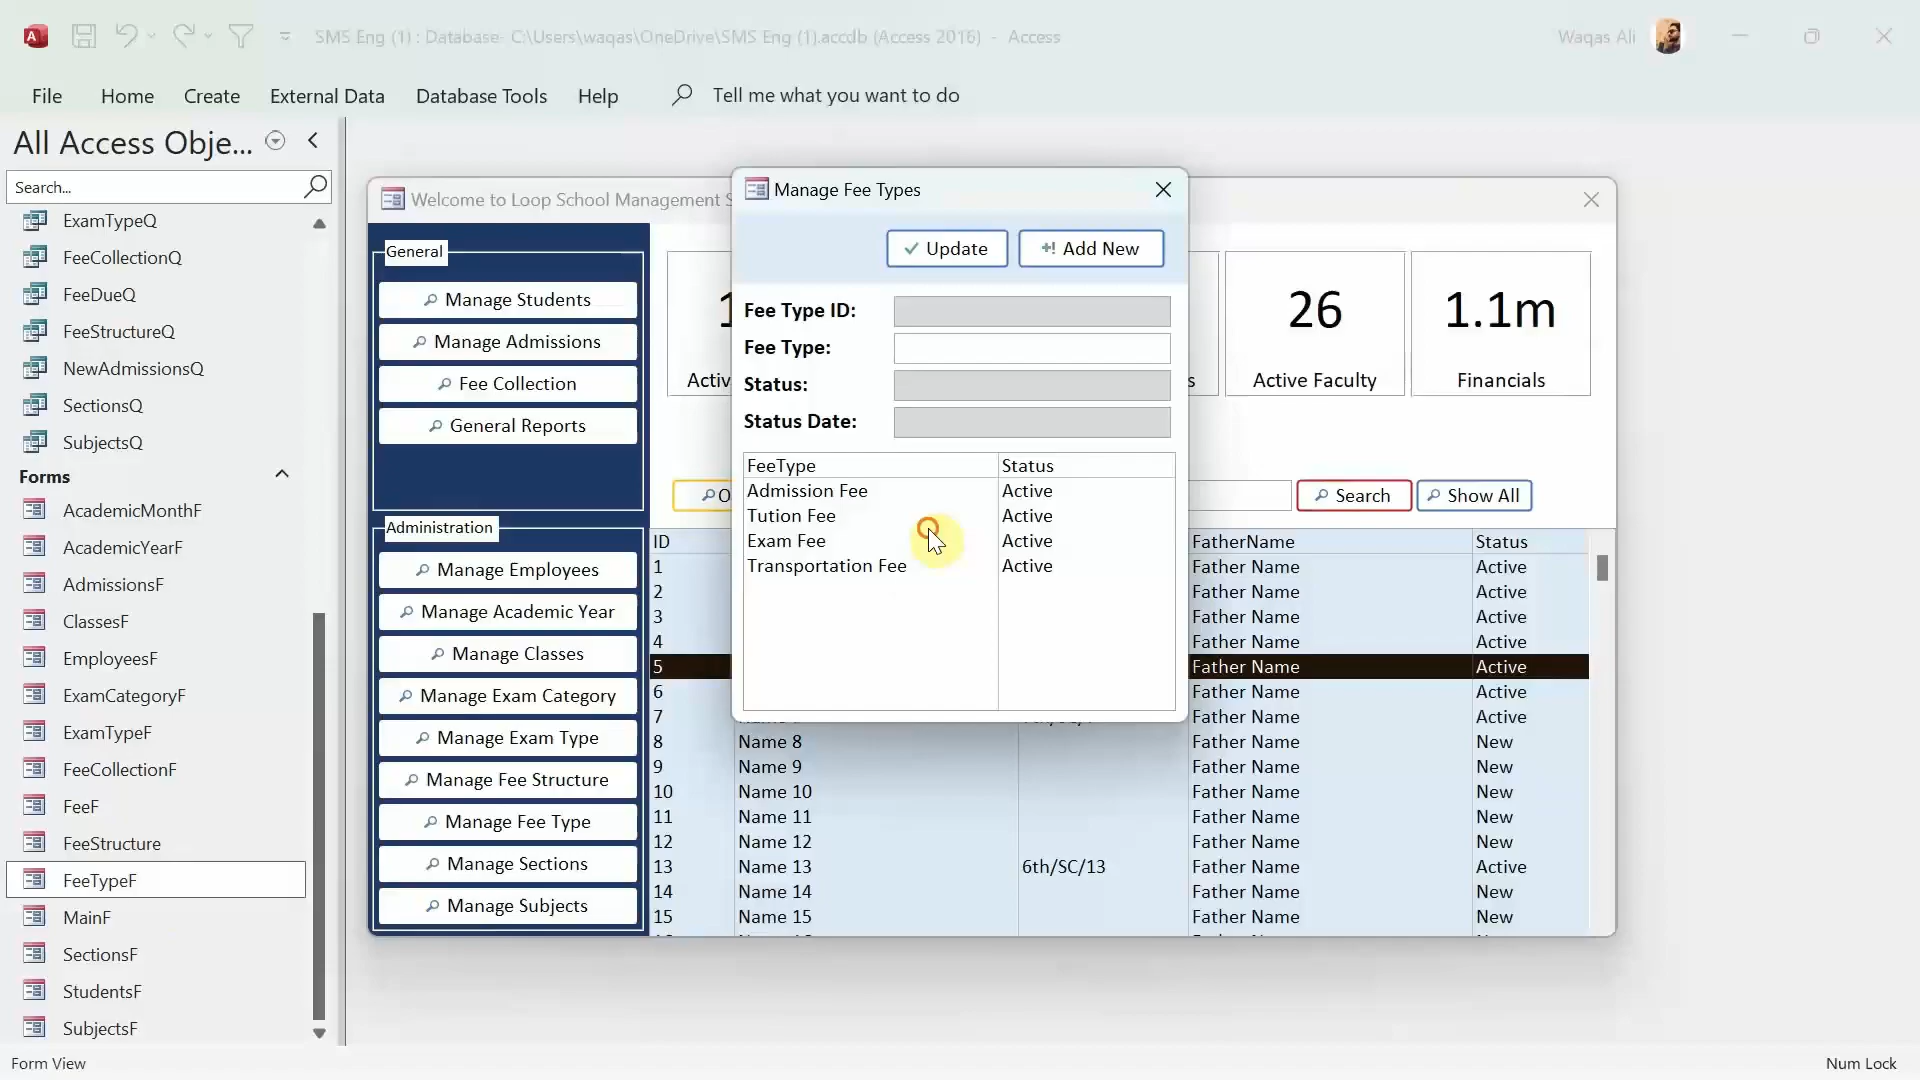 SMS Eng (1) : Database- C:\Users\waqas\OneDrive\SMS Eng (1).accdb (Access 2016) - Access
Waqas Ali
File Home Create External Data Database Tools Help Tell me what you want to do
All Access Obje...
Search...
ExamTypeQ
FeeCollectionQ
FeeDueQ
FeeStructureQ
NewAdmissionsQ
SectionsQ
SubjectsQ
Forms
AcademicMonthF
AcademicYearF
AdmissionsF
ClassesF
EmployeesF
ExamCategoryF
ExamTypeF
FeeCollectionF
FeeF
FeeStructure
FeeTypeF
MainF
SectionsF
StudentsF
SubjectsF
Welcome to Loop School Management S
General
Manage Students
Manage Admissions
Fee Collection
General Reports
Administration
Manage Employees
Manage Academic Year
Manage Classes
Manage Exam Category
Manage Exam Type
Manage Fee Structure
Manage Fee Type
Manage Sections
Manage Subjects
Manage Fee Types
Update Add New
Fee Type ID:
Fee Type:
Status:
Status Date:
FeeType Status
Admission Fee Active
Tution Fee Active
Exam Fee Active
Transportation Fee Active
26
Active Faculty
1.1m
Financials
Search Show All
ID FatherName Status
1 Father Name Active
2 Father Name Active
3 Father Name Active
4 Father Name Active
5 Father Name Active
6 Father Name Active
7 Father Name Active
8 Name 8 Father Name New
9 Name 9 Father Name New
10 Name 10 Father Name New
11 Name 11 Father Name New
12 Name 12 Father Name New
13 Name 13 6th/SC/13 Father Name Active
14 Name 14 Father Name New
15 Name 15 Father Name New
Form View
Num Lock